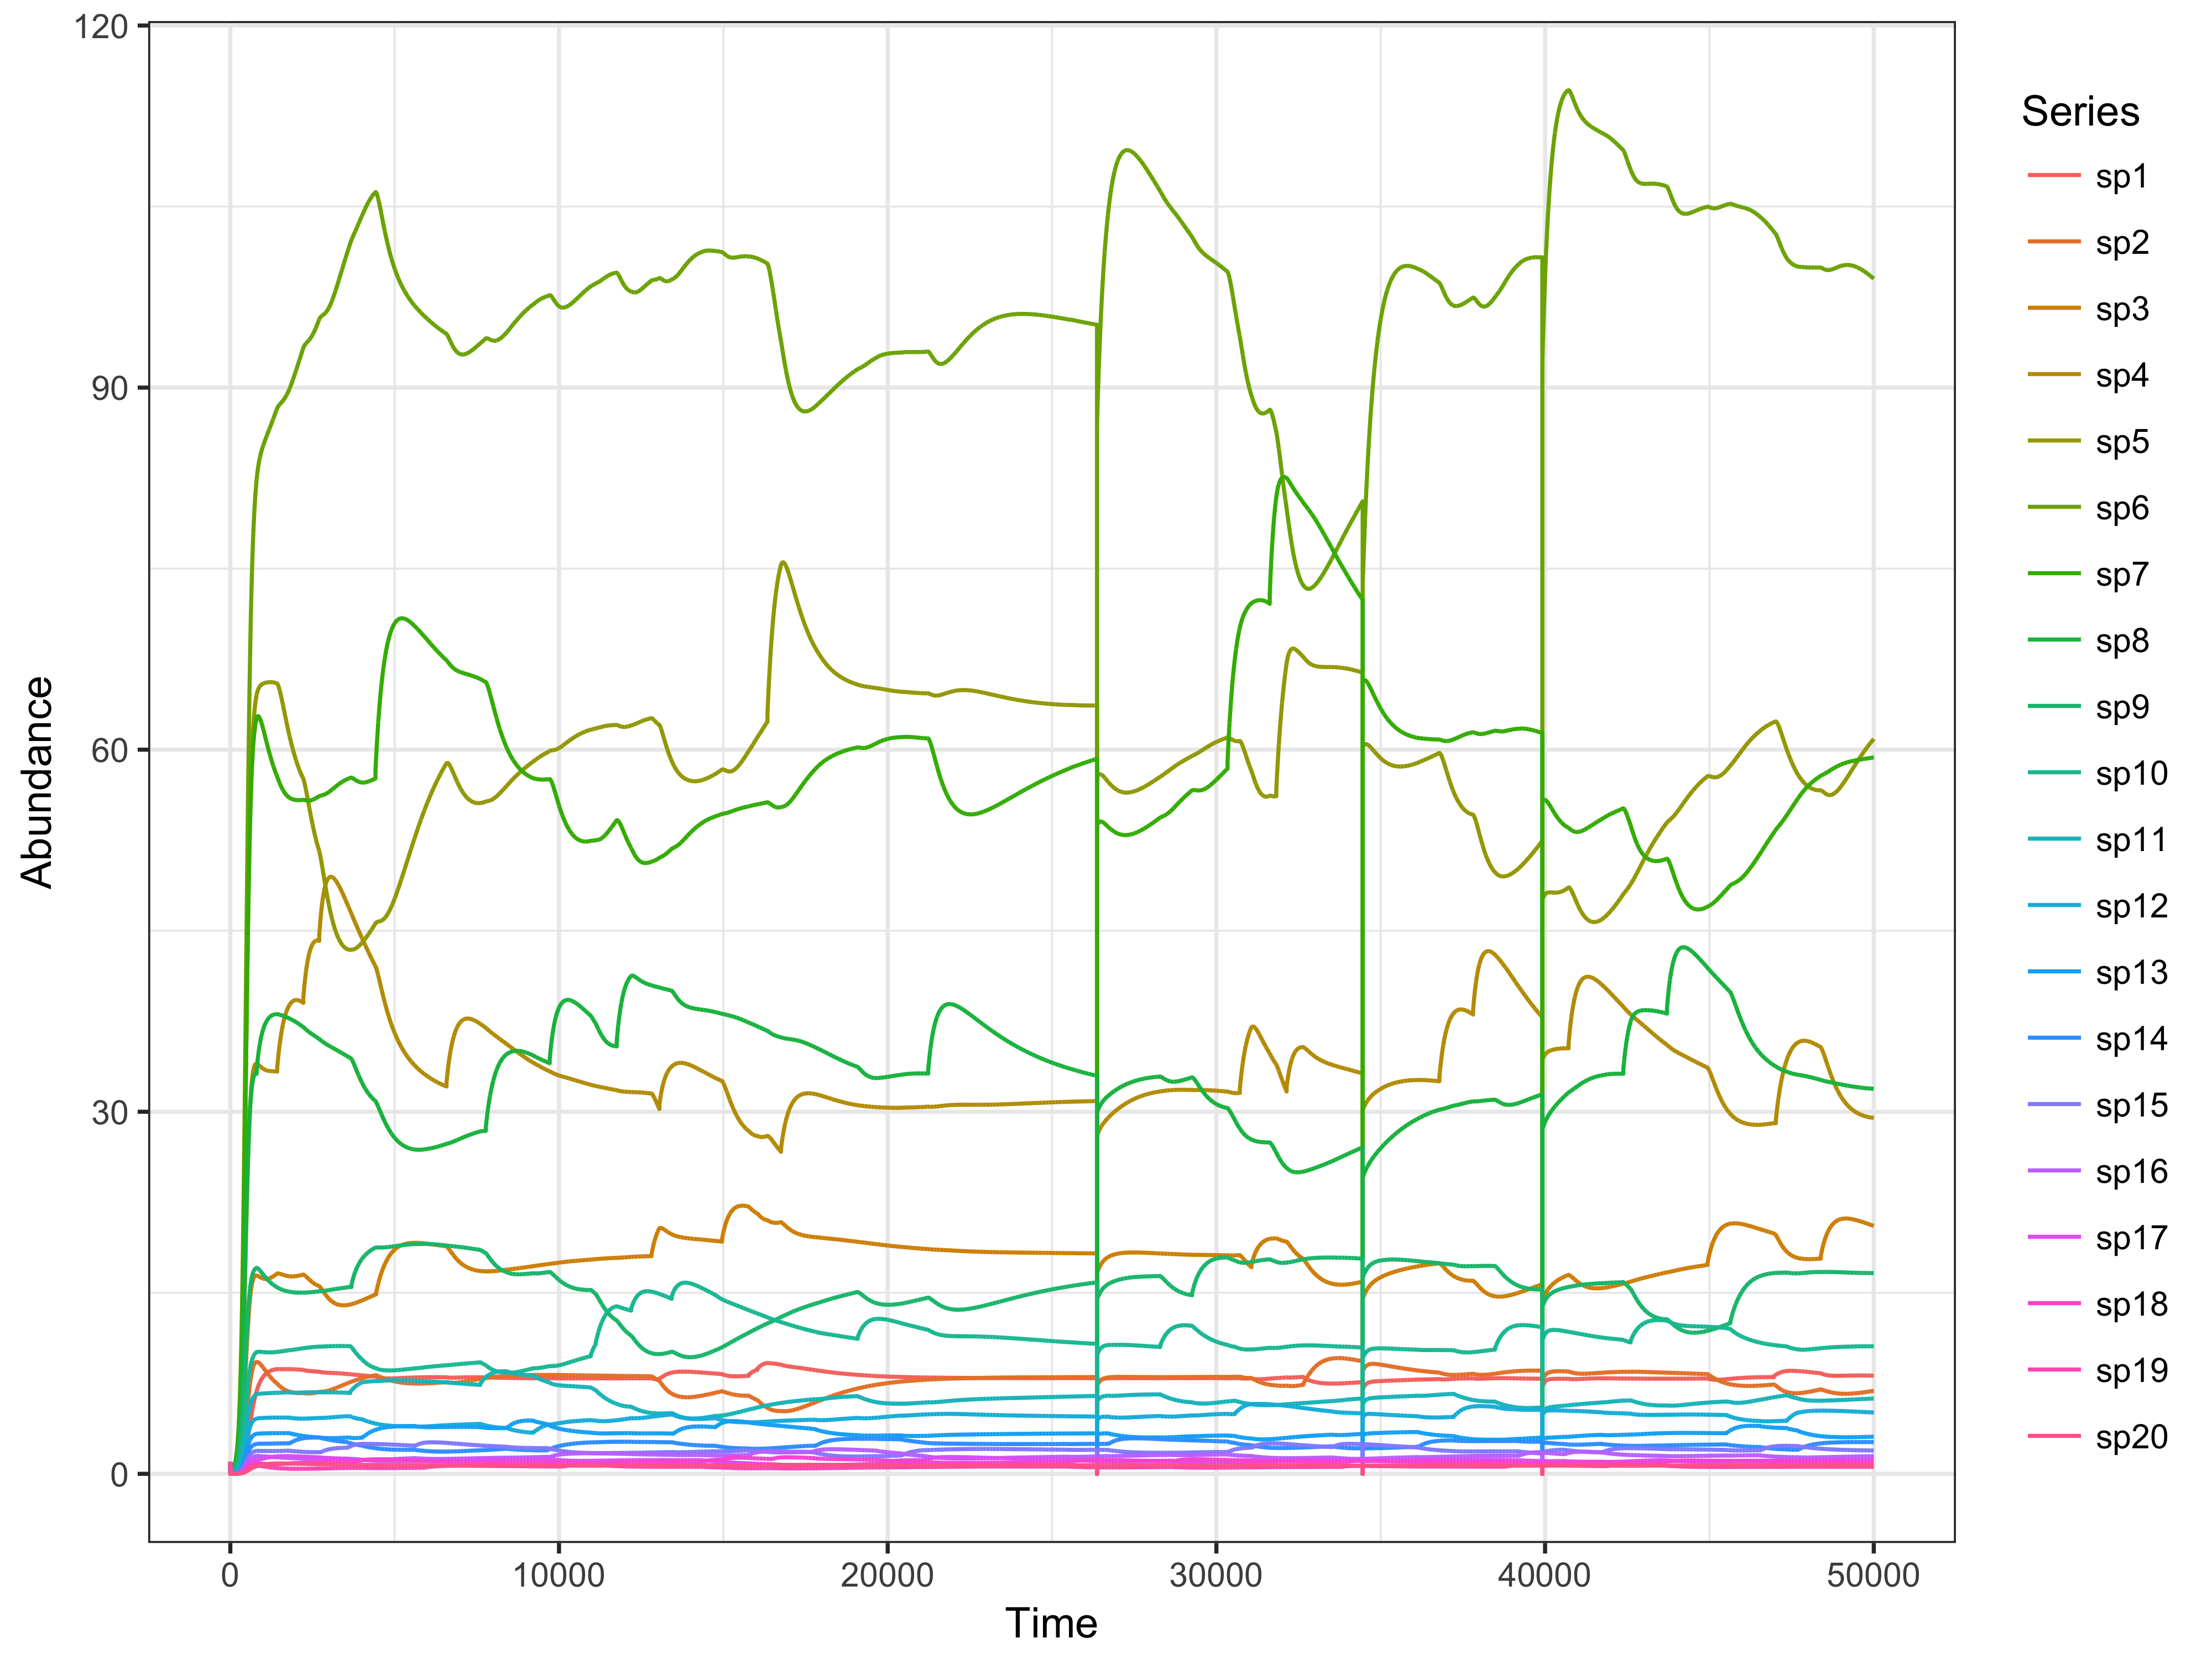 120
90
60
30
0
Abundance
0 10000 20000 30000 40000 50000
Time
Series
sp1
sp2
sp3
sp4
sp5
sp6
sp7
sp8
sp9
sp10
sp11
sp12
sp13
sp14
sp15
sp16
sp17
sp18
sp19
sp20